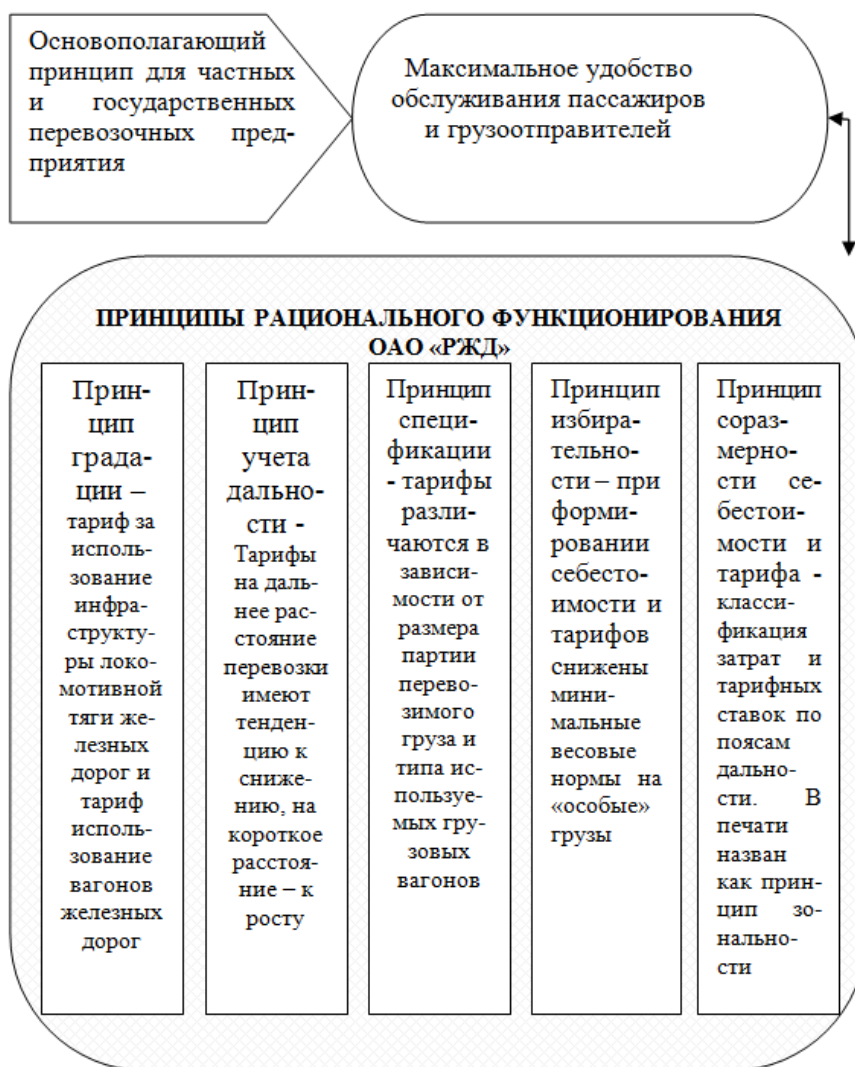 Основополагающий
принцип для частных
и государственных
перевозочных пред-
приятия
Максимальное удобство
обслуживания пассажиров
и грузоотправителей
ПРИНЦИПЫ РАЦИОНАЛЬНОГО ФУНКЦИОНИРОВАНИЯ
ОАО «РЖД»
Прин-
цип
града-
ции –
тариф за
исполь-
зование
инфра-
структу-
ры локо-
мотивной
тяги же-
лезных
дорог и
тариф
исполь-
зование
вагонов
железных
дорог
Прин-
цип
учета
дально-
сти -
Тарифы
на даль-
нее рас-
стояние
перевозки
имеют
тенден-
цию к
сниже-
нию, на
короткое
расстоя-
ние – к
росту
Принцип
специ-
фикации
- тарифы
разли-
чаются в
зависи-
мости от
размера
партии
перево-
зимого
груза и
типа ис-
пользуе-
мых гру-
зовых
вагонов
Принцип
избира-
тельно-
сти – при
форми-
ровании
себесто-
имости и
тарифов
снижены
мини-
мальные
весовые
нормы на
«особые»
грузы
Принцип
сораз-
мерно-
сти се-
бестои-
мости и
тарифа -
класси-
фикация
затрат и
тарифных
ставок по
поясам
дально-
сти. В
печати
назван
как прин-
цип зо-
нально-
сти